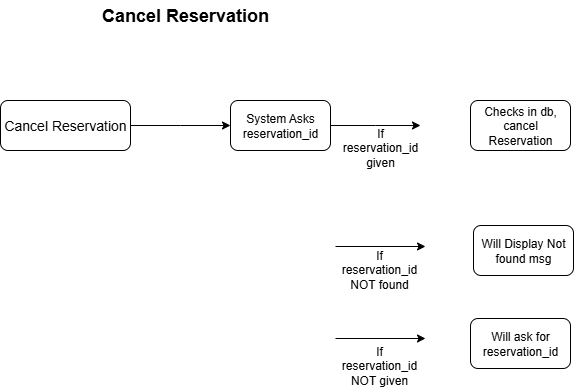 Cancel Reservation
Cancel Reservation
System Asks
reservation_id
If
reservation_id
given
Checks in db,
cancel
Reservation
If
reservation_id
NOT found
Will Display Not
found msg
If
reservation_id
NOT given
Will ask for
reservation_id